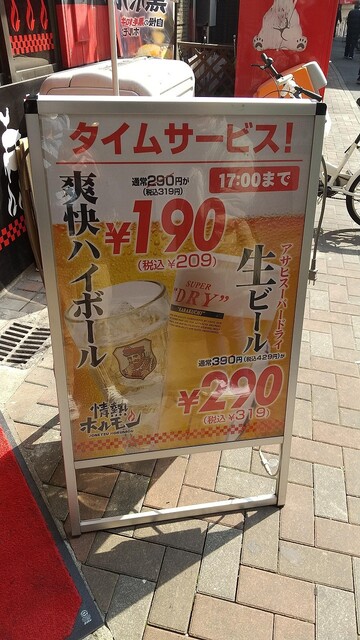 タイムサービス!
17:00まで
爽快ハイボール
通常290円が
(税込319円)
¥190
(税込 ¥209)
アサヒスーパードライ
生ビール
SUPER
"DRY"
通常390円(税込429円)が
¥290
(税込 ¥319)
情熱
ホルモン